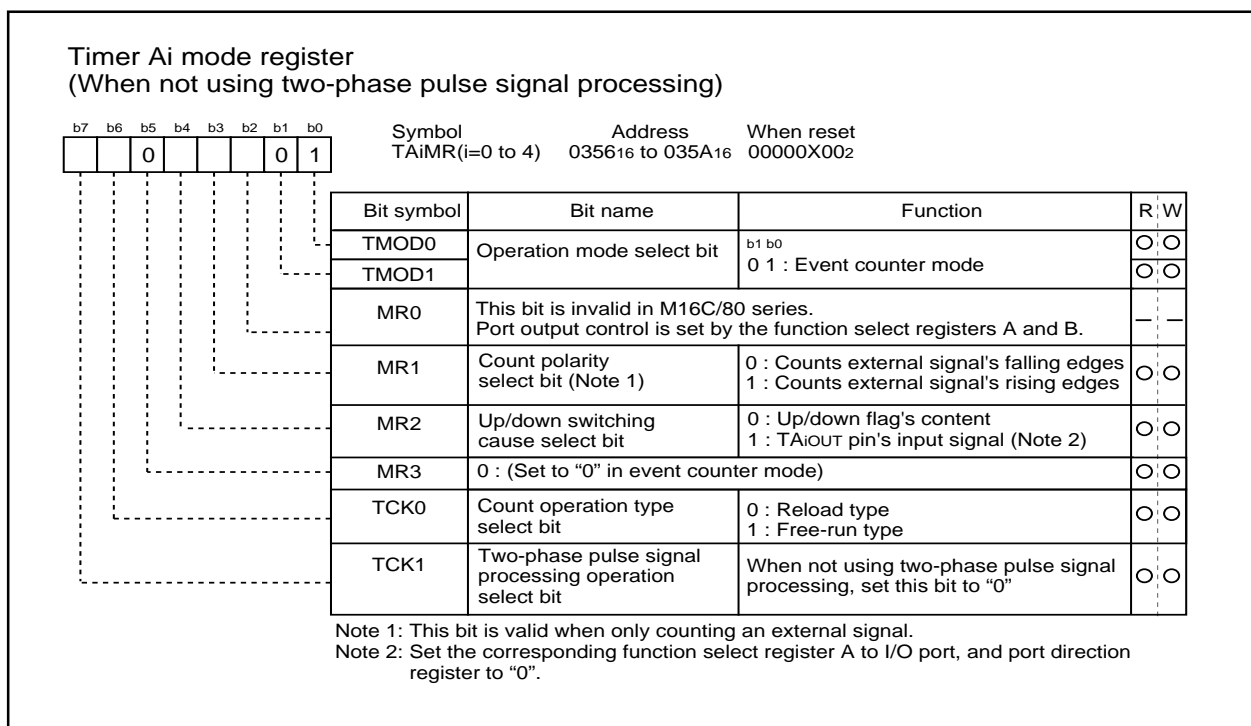 Timer Ai mode register
(When not using two-phase pulse signal processing)
b7 b6 b5 b4 b3 b2 b1 b0
0 0 1
Symbol Address When reset
TAiMR(i=0 to 4) 035616 to 035A16 00000X002
Bit symbol Bit name Function R W
TMOD0
TMOD1
Operation mode select bit
b1 b0
0 1 : Event counter mode
MR0
This bit is invalid in M16C/80 series.
Port output control is set by the function select registers A and B.
– –
MR1
Count polarity
select bit (Note 1)
0 : Counts external signal's falling edges
1 : Counts external signal's rising edges
MR2
Up/down switching
cause select bit
0 : Up/down flag's content
1 : TAiOUT pin's input signal (Note 2)
MR3
0 : (Set to “0” in event counter mode)
TCK0
Count operation type
select bit
0 : Reload type
1 : Free-run type
TCK1
Two-phase pulse signal
processing operation
select bit
When not using two-phase pulse signal
processing, set this bit to “0”
Note 1: This bit is valid when only counting an external signal.
Note 2: Set the corresponding function select register A to I/O port, and port direction
register to “0”.